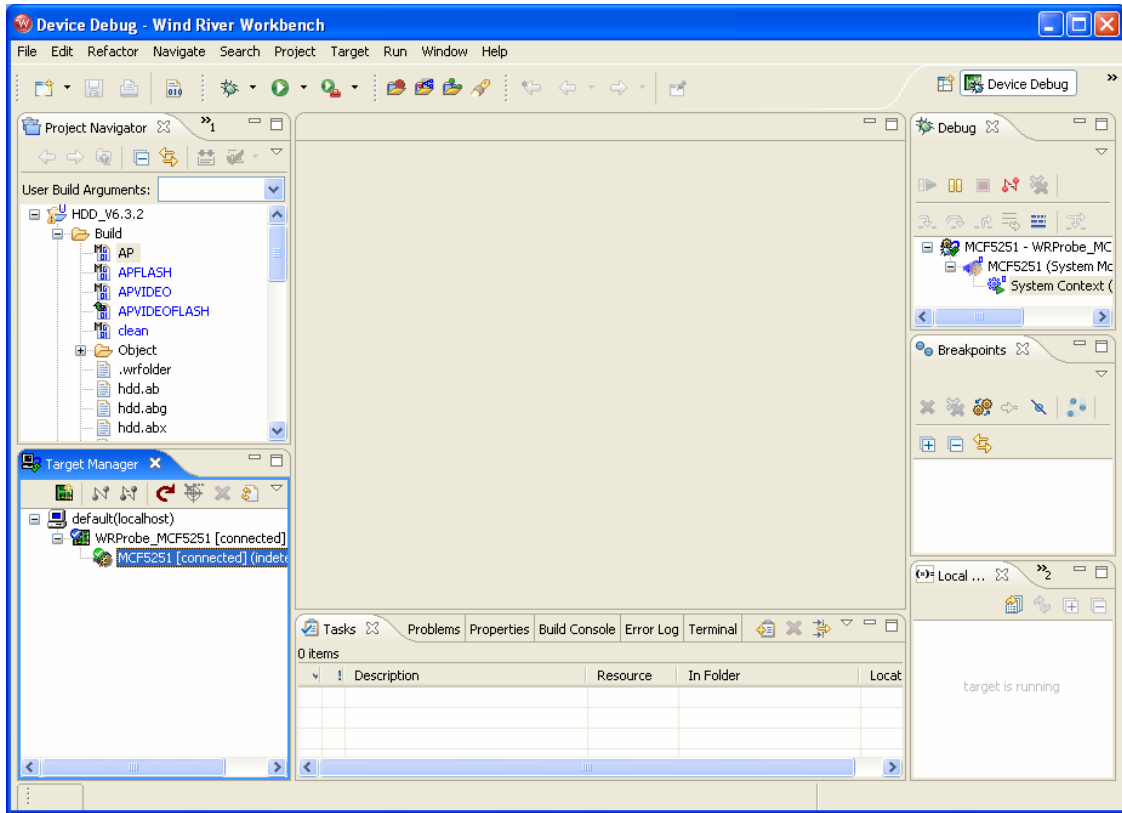 Device Debug - Wind River Workbench
File Edit Refactor Navigate Search Project Target Run Window Help
Device Debug »
Project Navigator »1
User Build Arguments:
HDD_V6.3.2
Build
AP
APFLASH
APVIDEO
APVIDEOFLASH
clean
Object
.wrfolder
hdd.ab
hdd.abg
hdd.abx
Target Manager
default(localhost)
WRProbe_MCF5251 [connected]
MCF5251 [connected] (indete
Tasks Problems Properties Build Console Error Log Terminal
0 items
! Description Resource In Folder Locat
Debug
MCF5251 - WRProbe_MC
MCF5251 (System Mc
System Context (
Breakpoints
(x)= Local ... »2
target is running